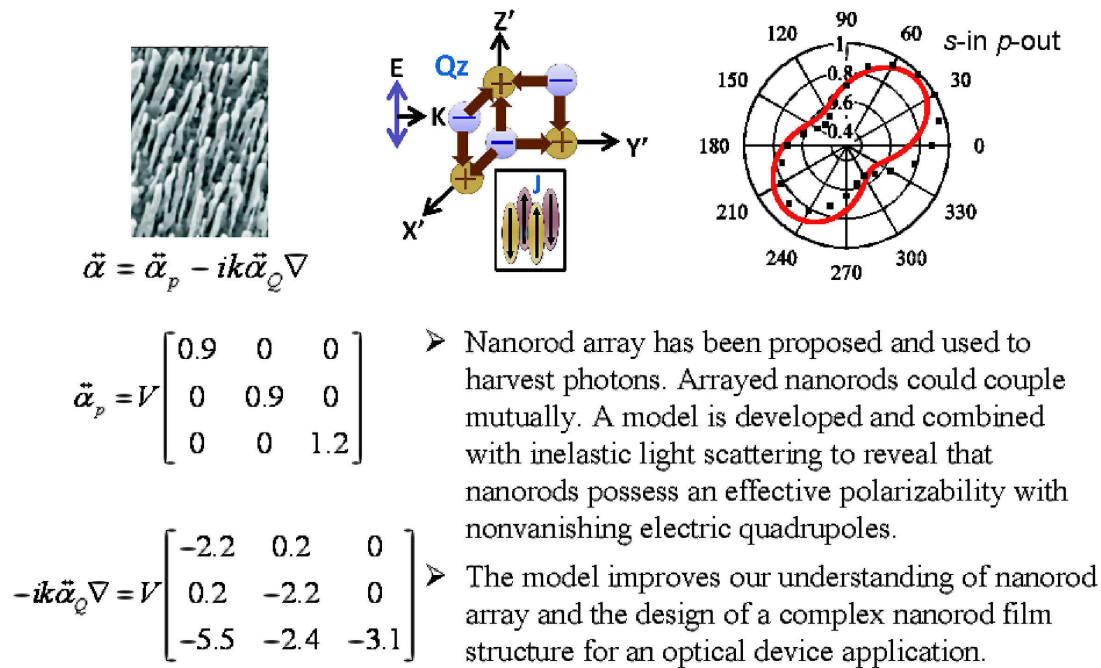 E
K
Qz
Z'
Y'
X'
J
s-in p-out
90
120
60
150
30
180
0
210
330
240
300
270
1
0.8
0.6
0.4
α̈ = α̈_p − ikα̈_Q∇
α̈_p = V [0.9 0 0
0 0.9 0
0 0 1.2]
−ikα̈_Q∇ = V [−2.2 0.2 0
0.2 −2.2 0
−5.5 −2.4 −3.1]
➢ Nanorod array has been proposed and used to
harvest photons. Arrayed nanorods could couple
mutually. A model is developed and combined
with inelastic light scattering to reveal that
nanorods possess an effective polarizability with
nonvanishing electric quadrupoles.
➢ The model improves our understanding of nanorod
array and the design of a complex nanorod film
structure for an optical device application.